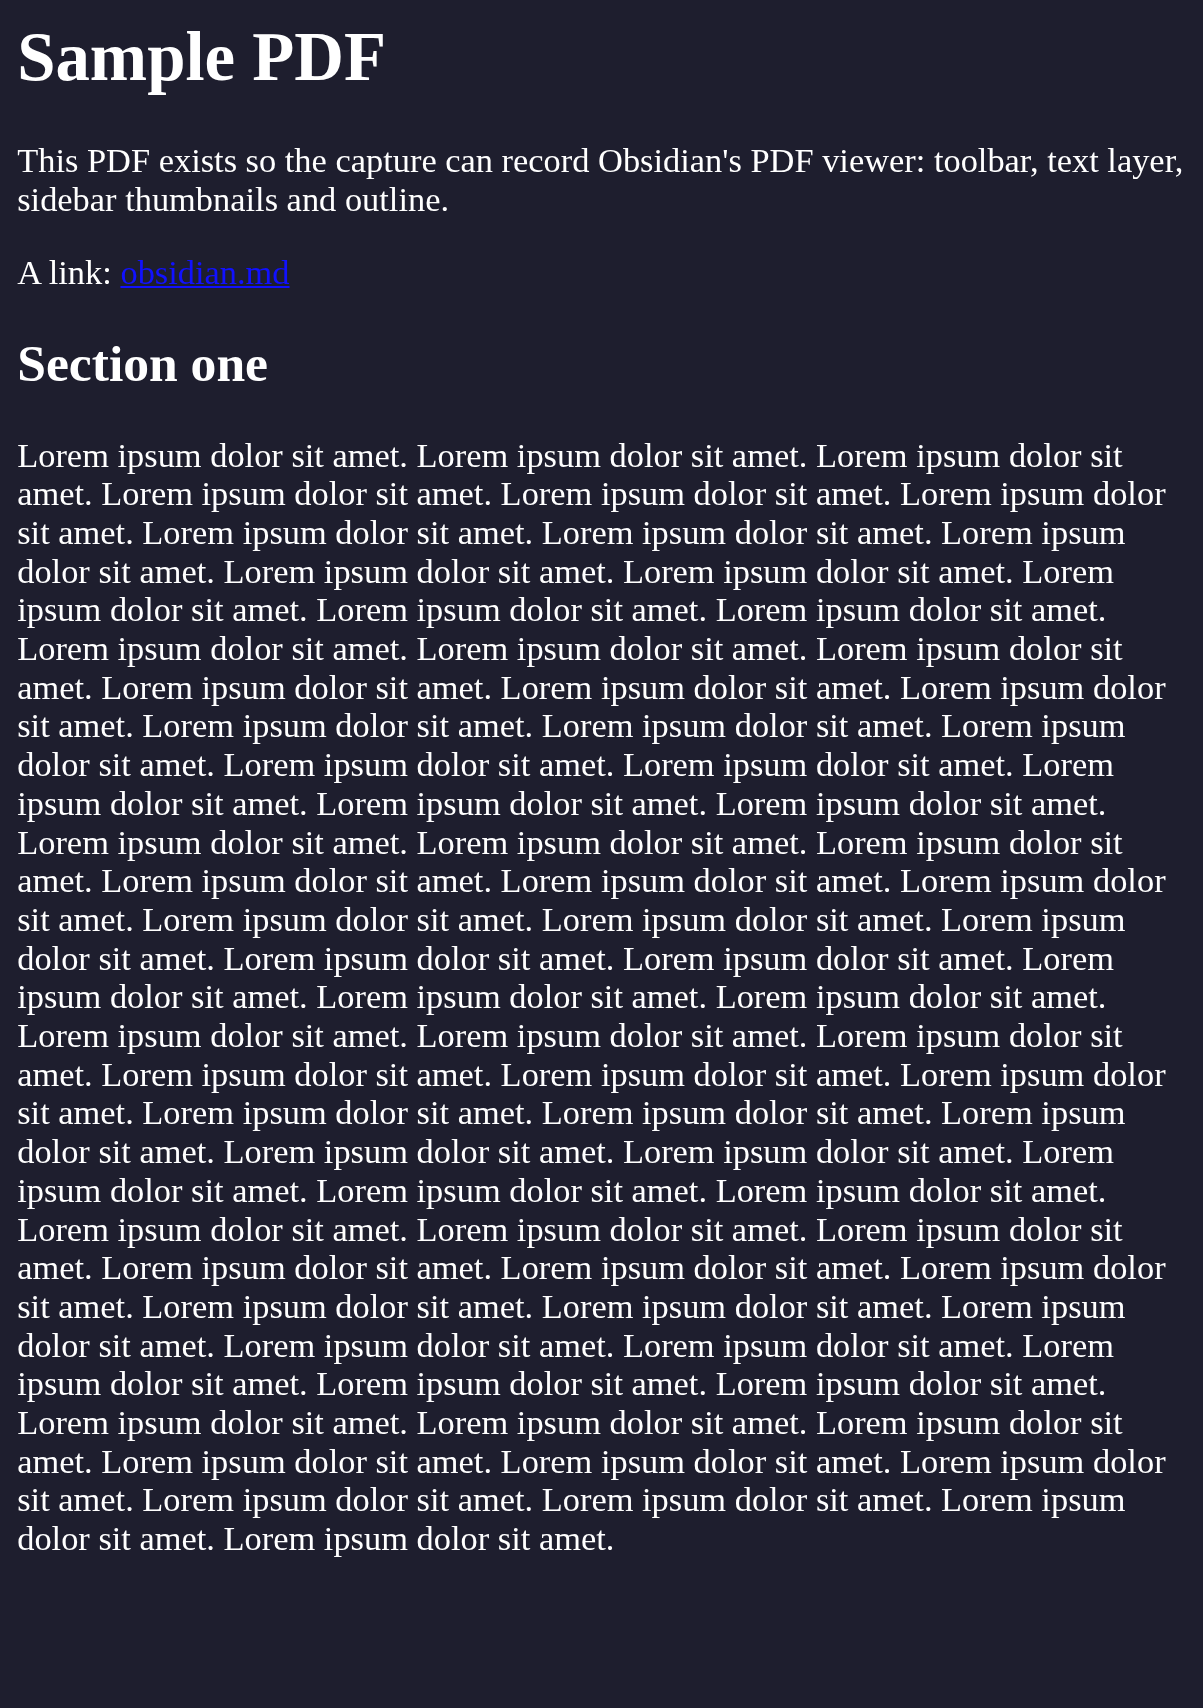 Sample PDF
This PDF exists so the capture can record Obsidian's PDF viewer: toolbar, text layer,
sidebar thumbnails and outline.
A link: obsidian.md
Section one
Lorem ipsum dolor sit amet. Lorem ipsum dolor sit amet. Lorem ipsum dolor sit
amet. Lorem ipsum dolor sit amet. Lorem ipsum dolor sit amet. Lorem ipsum dolor
sit amet. Lorem ipsum dolor sit amet. Lorem ipsum dolor sit amet. Lorem ipsum
dolor sit amet. Lorem ipsum dolor sit amet. Lorem ipsum dolor sit amet. Lorem
ipsum dolor sit amet. Lorem ipsum dolor sit amet. Lorem ipsum dolor sit amet.
Lorem ipsum dolor sit amet. Lorem ipsum dolor sit amet. Lorem ipsum dolor sit
amet. Lorem ipsum dolor sit amet. Lorem ipsum dolor sit amet. Lorem ipsum dolor
sit amet. Lorem ipsum dolor sit amet. Lorem ipsum dolor sit amet. Lorem ipsum
dolor sit amet. Lorem ipsum dolor sit amet. Lorem ipsum dolor sit amet. Lorem
ipsum dolor sit amet. Lorem ipsum dolor sit amet. Lorem ipsum dolor sit amet.
Lorem ipsum dolor sit amet. Lorem ipsum dolor sit amet. Lorem ipsum dolor sit
amet. Lorem ipsum dolor sit amet. Lorem ipsum dolor sit amet. Lorem ipsum dolor
sit amet. Lorem ipsum dolor sit amet. Lorem ipsum dolor sit amet. Lorem ipsum
dolor sit amet. Lorem ipsum dolor sit amet. Lorem ipsum dolor sit amet. Lorem
ipsum dolor sit amet. Lorem ipsum dolor sit amet. Lorem ipsum dolor sit amet.
Lorem ipsum dolor sit amet. Lorem ipsum dolor sit amet. Lorem ipsum dolor sit
amet. Lorem ipsum dolor sit amet. Lorem ipsum dolor sit amet. Lorem ipsum dolor
sit amet. Lorem ipsum dolor sit amet. Lorem ipsum dolor sit amet. Lorem ipsum
dolor sit amet. Lorem ipsum dolor sit amet. Lorem ipsum dolor sit amet. Lorem
ipsum dolor sit amet. Lorem ipsum dolor sit amet. Lorem ipsum dolor sit amet.
Lorem ipsum dolor sit amet. Lorem ipsum dolor sit amet. Lorem ipsum dolor sit
amet. Lorem ipsum dolor sit amet. Lorem ipsum dolor sit amet. Lorem ipsum dolor
sit amet. Lorem ipsum dolor sit amet. Lorem ipsum dolor sit amet. Lorem ipsum
dolor sit amet. Lorem ipsum dolor sit amet. Lorem ipsum dolor sit amet. Lorem
ipsum dolor sit amet. Lorem ipsum dolor sit amet. Lorem ipsum dolor sit amet.
Lorem ipsum dolor sit amet. Lorem ipsum dolor sit amet. Lorem ipsum dolor sit
amet. Lorem ipsum dolor sit amet. Lorem ipsum dolor sit amet. Lorem ipsum dolor
sit amet. Lorem ipsum dolor sit amet. Lorem ipsum dolor sit amet. Lorem ipsum
dolor sit amet. Lorem ipsum dolor sit amet.